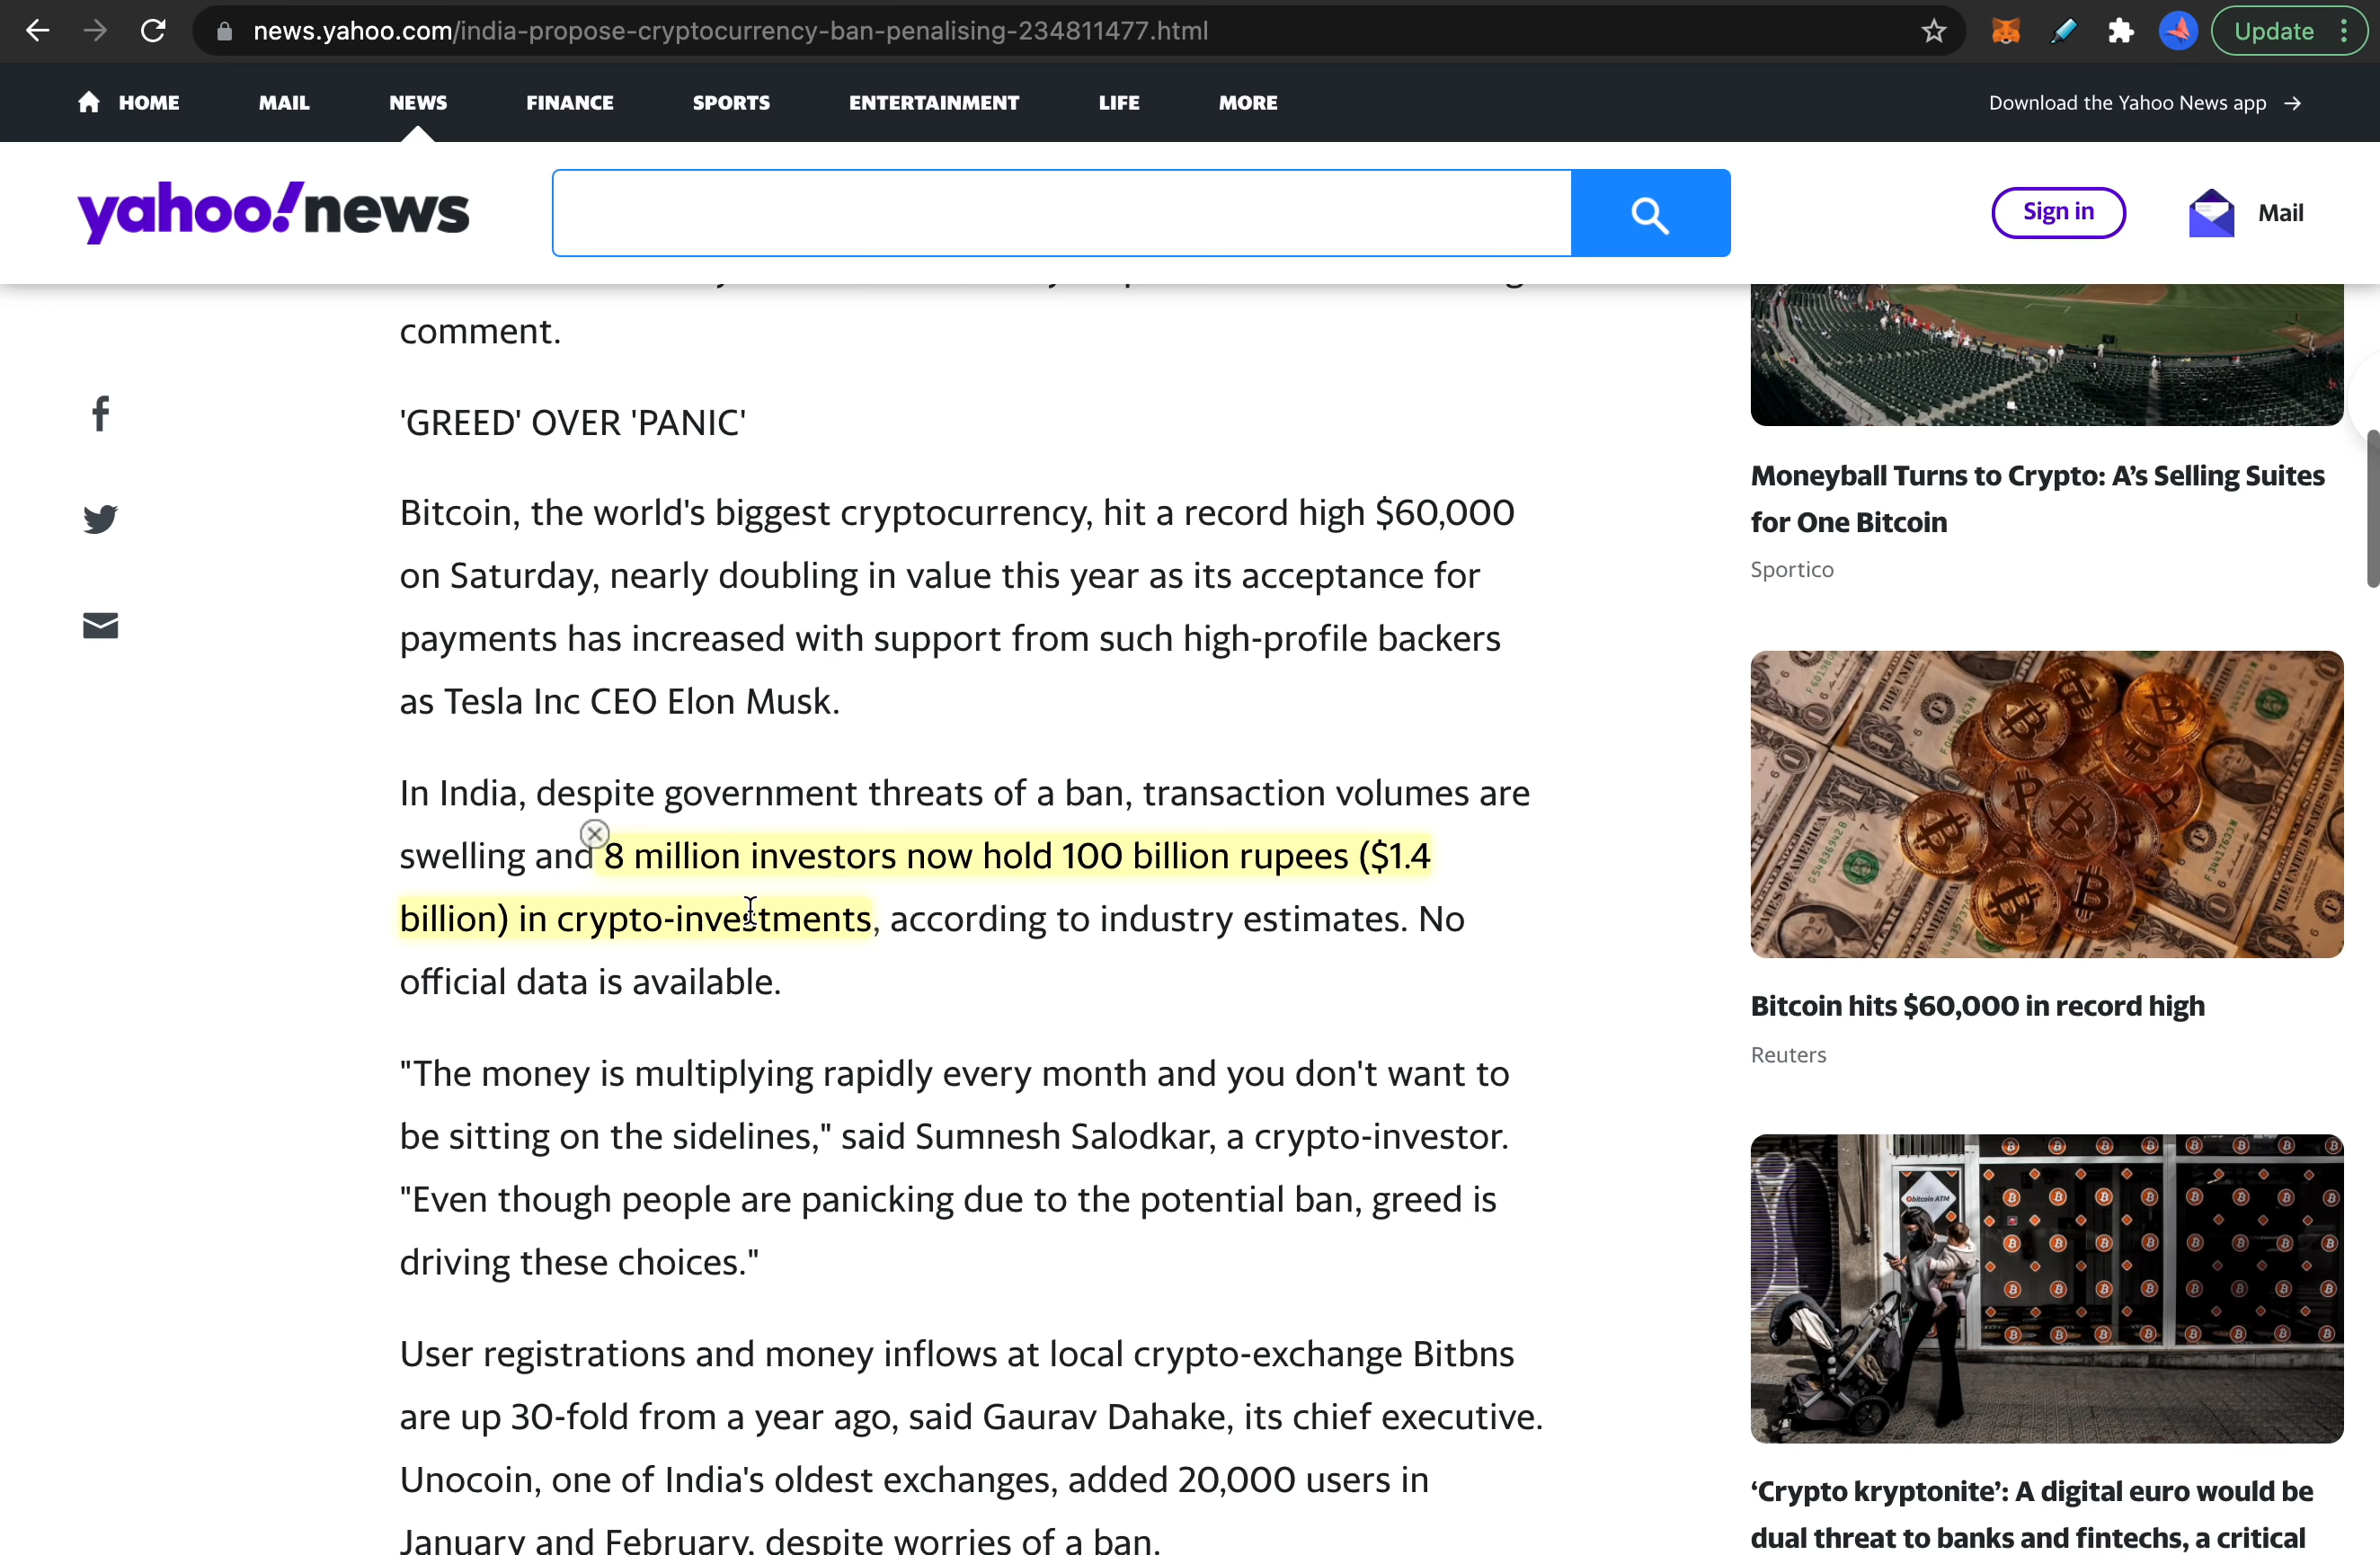 news.yahoo.com/india-propose-cryptocurrency-ban-penalising-234811477.html
Update
HOME
MAIL
NEWS
FINANCE
SPORTS
ENTERTAINMENT
LIFE
MORE
Download the Yahoo News app
yahoo!news
Sign in
Mail
comment.
'GREED' OVER 'PANIC'
Bitcoin, the world's biggest cryptocurrency, hit a record high $60,000
on Saturday, nearly doubling in value this year as its acceptance for
payments has increased with support from such high-profile backers
as Tesla Inc CEO Elon Musk.
In India, despite government threats of a ban, transaction volumes are
swelling and 8 million investors now hold 100 billion rupees ($1.4
billion) in crypto-investments, according to industry estimates. No
official data is available.
"The money is multiplying rapidly every month and you don't want to
be sitting on the sidelines," said Sumnesh Salodkar, a crypto-investor.
"Even though people are panicking due to the potential ban, greed is
driving these choices."
User registrations and money inflows at local crypto-exchange Bitbns
are up 30-fold from a year ago, said Gaurav Dahake, its chief executive.
Unocoin, one of India's oldest exchanges, added 20,000 users in
January and February, despite worries of a ban.
Moneyball Turns to Crypto: A’s Selling Suites
for One Bitcoin
Sportico
Bitcoin hits $60,000 in record high
Reuters
bitcoin ATM
‘Crypto kryptonite’: A digital euro would be
dual threat to banks and fintechs, a critical